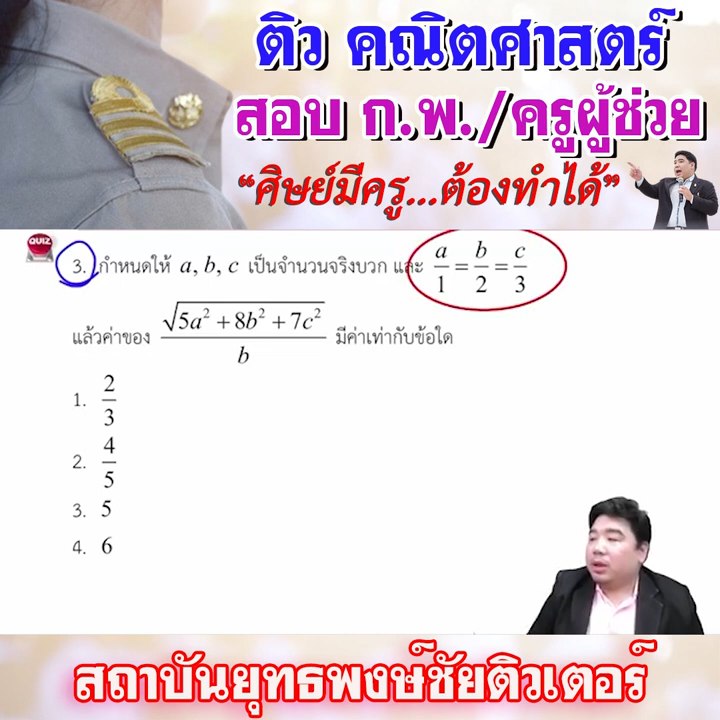 ติว คณิตศาสตร์
สอบ ก.พ./ครูผู้ช่วย
“ศิษย์มีครู...ต้องทำได้”
QUIZ
3. กำหนดให้ a, b, c เป็นจำนวนจริงบวก และ a/1 = b/2 = c/3
แล้วค่าของ √(5a² + 8b² + 7c²)/b มีค่าเท่ากับข้อใด
1. 2/3
2. 4/5
3. 5
4. 6
สถาบันยุทธพงษ์ชัยติวเตอร์